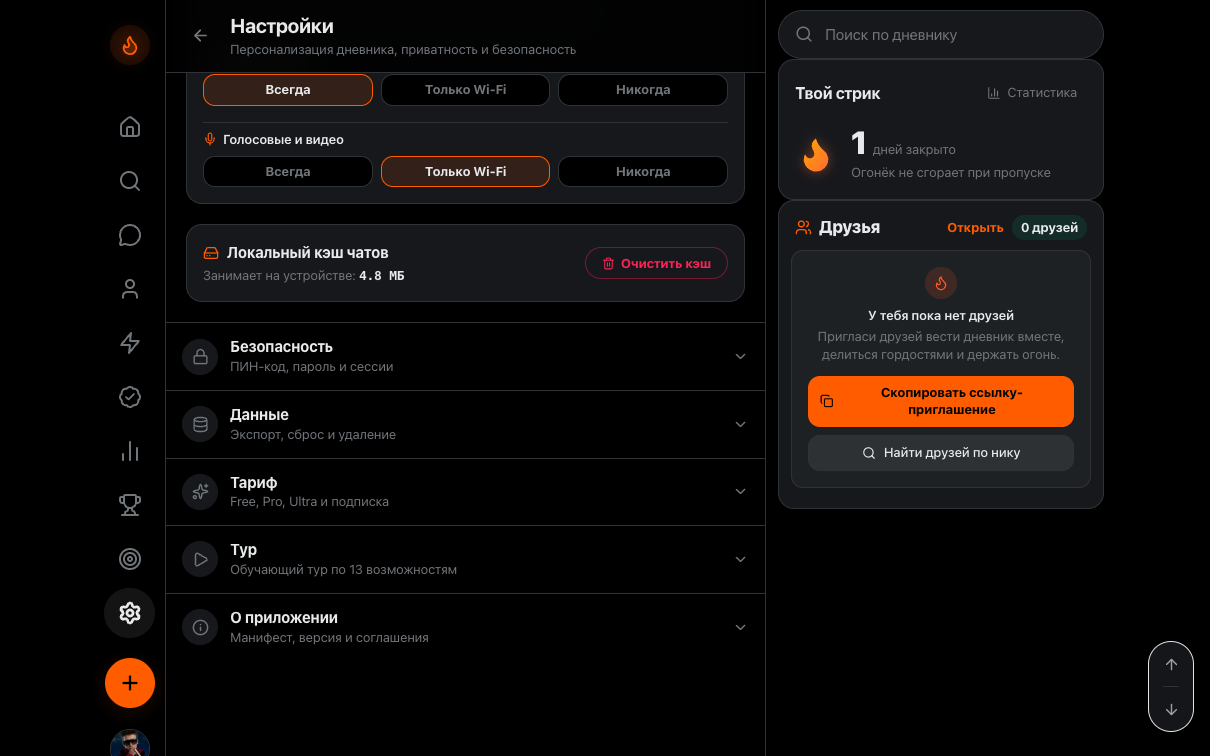 Настройки
Персонализация дневника, приватность и безопасность
Всегда
Только Wi-Fi
Никогда
Голосовые и видео
Всегда
Только Wi-Fi
Никогда
Локальный кэш чатов
Занимает на устройстве: 4.8 МБ
Очистить кэш
Безопасность
ПИН-код, пароль и сессии
Данные
Экспорт, сброс и удаление
Тариф
Free, Pro, Ultra и подписка
Тур
Обучающий тур по 13 возможностям
О приложении
Манифест, версия и соглашения
Поиск по дневнику
Твой стрик
Статистика
1 дней закрыто
Огонёк не сгорает при пропуске
Друзья
Открыть
0 друзей
У тебя пока нет друзей
Пригласи друзей вести дневник вместе,
делиться гордостями и держать огонь.
Скопировать ссылку-
приглашение
Найти друзей по нику